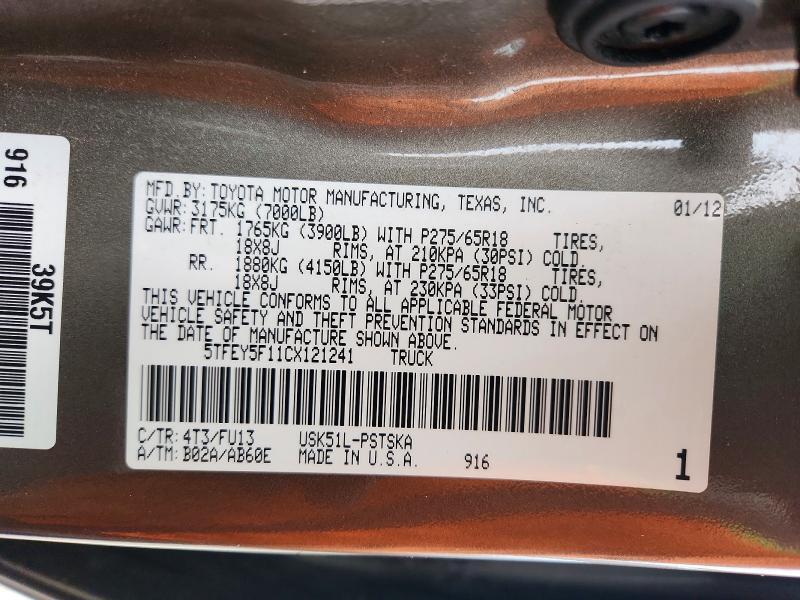 916
39K5T
MFD.BY: TOYOTA MOTOR MANUFACTURING, TEXAS, INC. 01/12
GVWR: 3175KG (7000LB)
GAWR: FRT. 1765KG (3900LB) WITH P275/65R18 TIRES,
18X8J RIMS, AT 210KPA (30PSI) COLD.
RR. 1880KG (4150LB) WITH P275/65R18 TIRES,
18X8J RIMS, AT 230KPA (33PSI) COLD.
THIS VEHICLE CONFORMS TO ALL APPLICABLE FEDERAL MOTOR
VEHICLE SAFETY AND THEFT PREVENTION STANDARDS IN EFFECT ON
THE DATE OF MANUFACTURE SHOWN ABOVE.
5TFEY5F11CX121241 TRUCK
C/TR: 4T3/FU13 USK51L-PSTSKA
A/TM: B02A/AB60E MADE IN U.S.A. 916
1